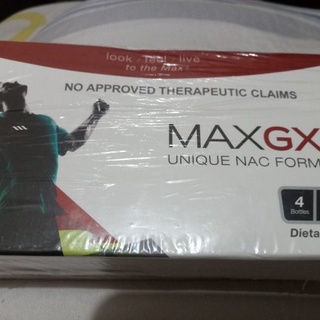 look · feel · live
to the Max®
NO APPROVED THERAPEUTIC CLAIMS
MAXGX
UNIQUE NAC FORM
4
Bottles
Dieta